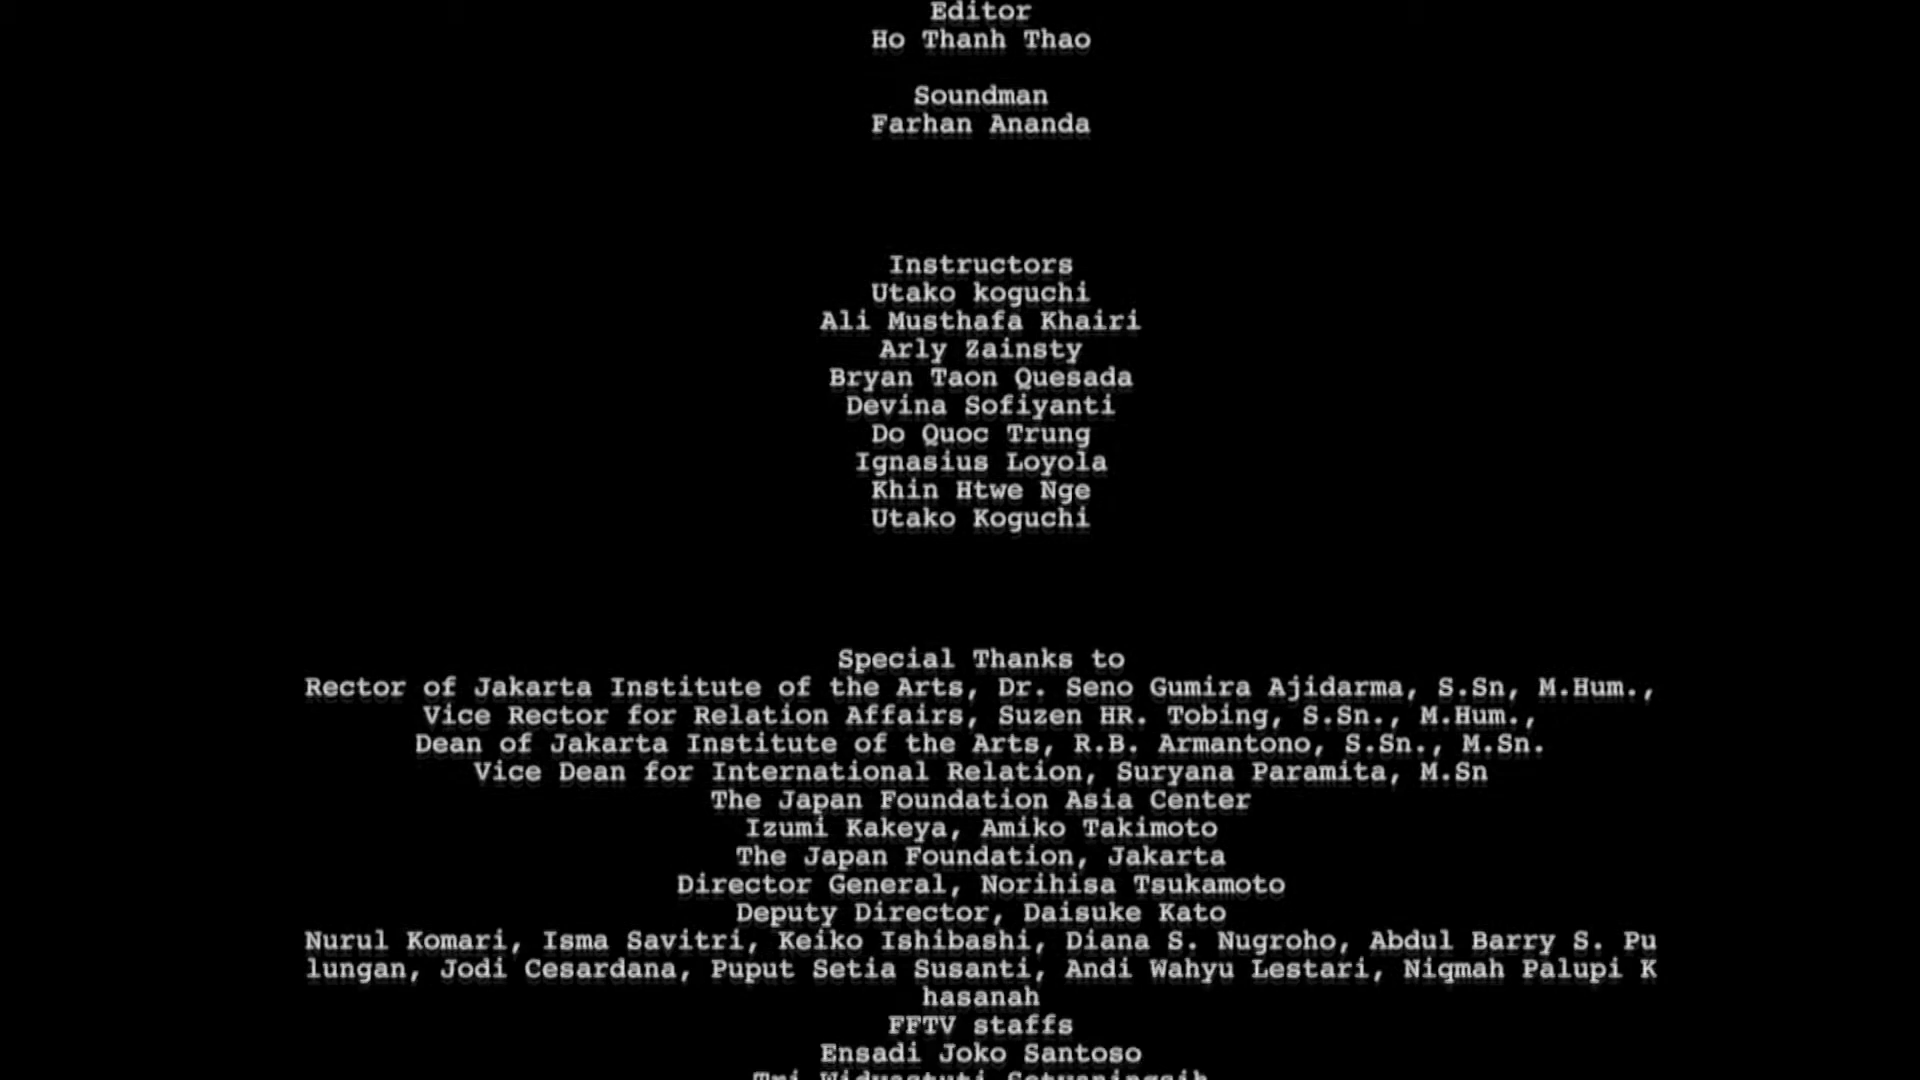 Editor
Ho Thanh Thao
Soundman
Farhan Ananda
Instructors
Utako koguchi
Ali Musthafa Khairi
Arly Zainsty
Bryan Taon Quesada
Devina Sofiyanti
Do Quoc Trung
Ignasius Loyola
Khin Htwe Nge
Utako Koguchi
Special Thanks to
Rector of Jakarta Institute of the Arts, Dr. Seno Gumira Ajidarma, S.Sn, M.Hum.,
Vice Rector for Relation Affairs, Suzen HR. Tobing, S.Sn., M.Hum.,
Dean of Jakarta Institute of the Arts, R.B. Armantono, S.Sn., M.Sn.
Vice Dean for International Relation, Suryana Paramita, M.Sn
The Japan Foundation Asia Center
Izumi Kakeya, Amiko Takimoto
The Japan Foundation, Jakarta
Director General, Norihisa Tsukamoto
Deputy Director, Daisuke Kato
Nurul Komari, Isma Savitri, Keiko Ishibashi, Diana S. Nugroho, Abdul Barry S. Pu
lungan, Jodi Cesardana, Puput Setia Susanti, Andi Wahyu Lestari, Niqmah Palupi K
hasanah
FFTV staffs
Ensadi Joko Santoso